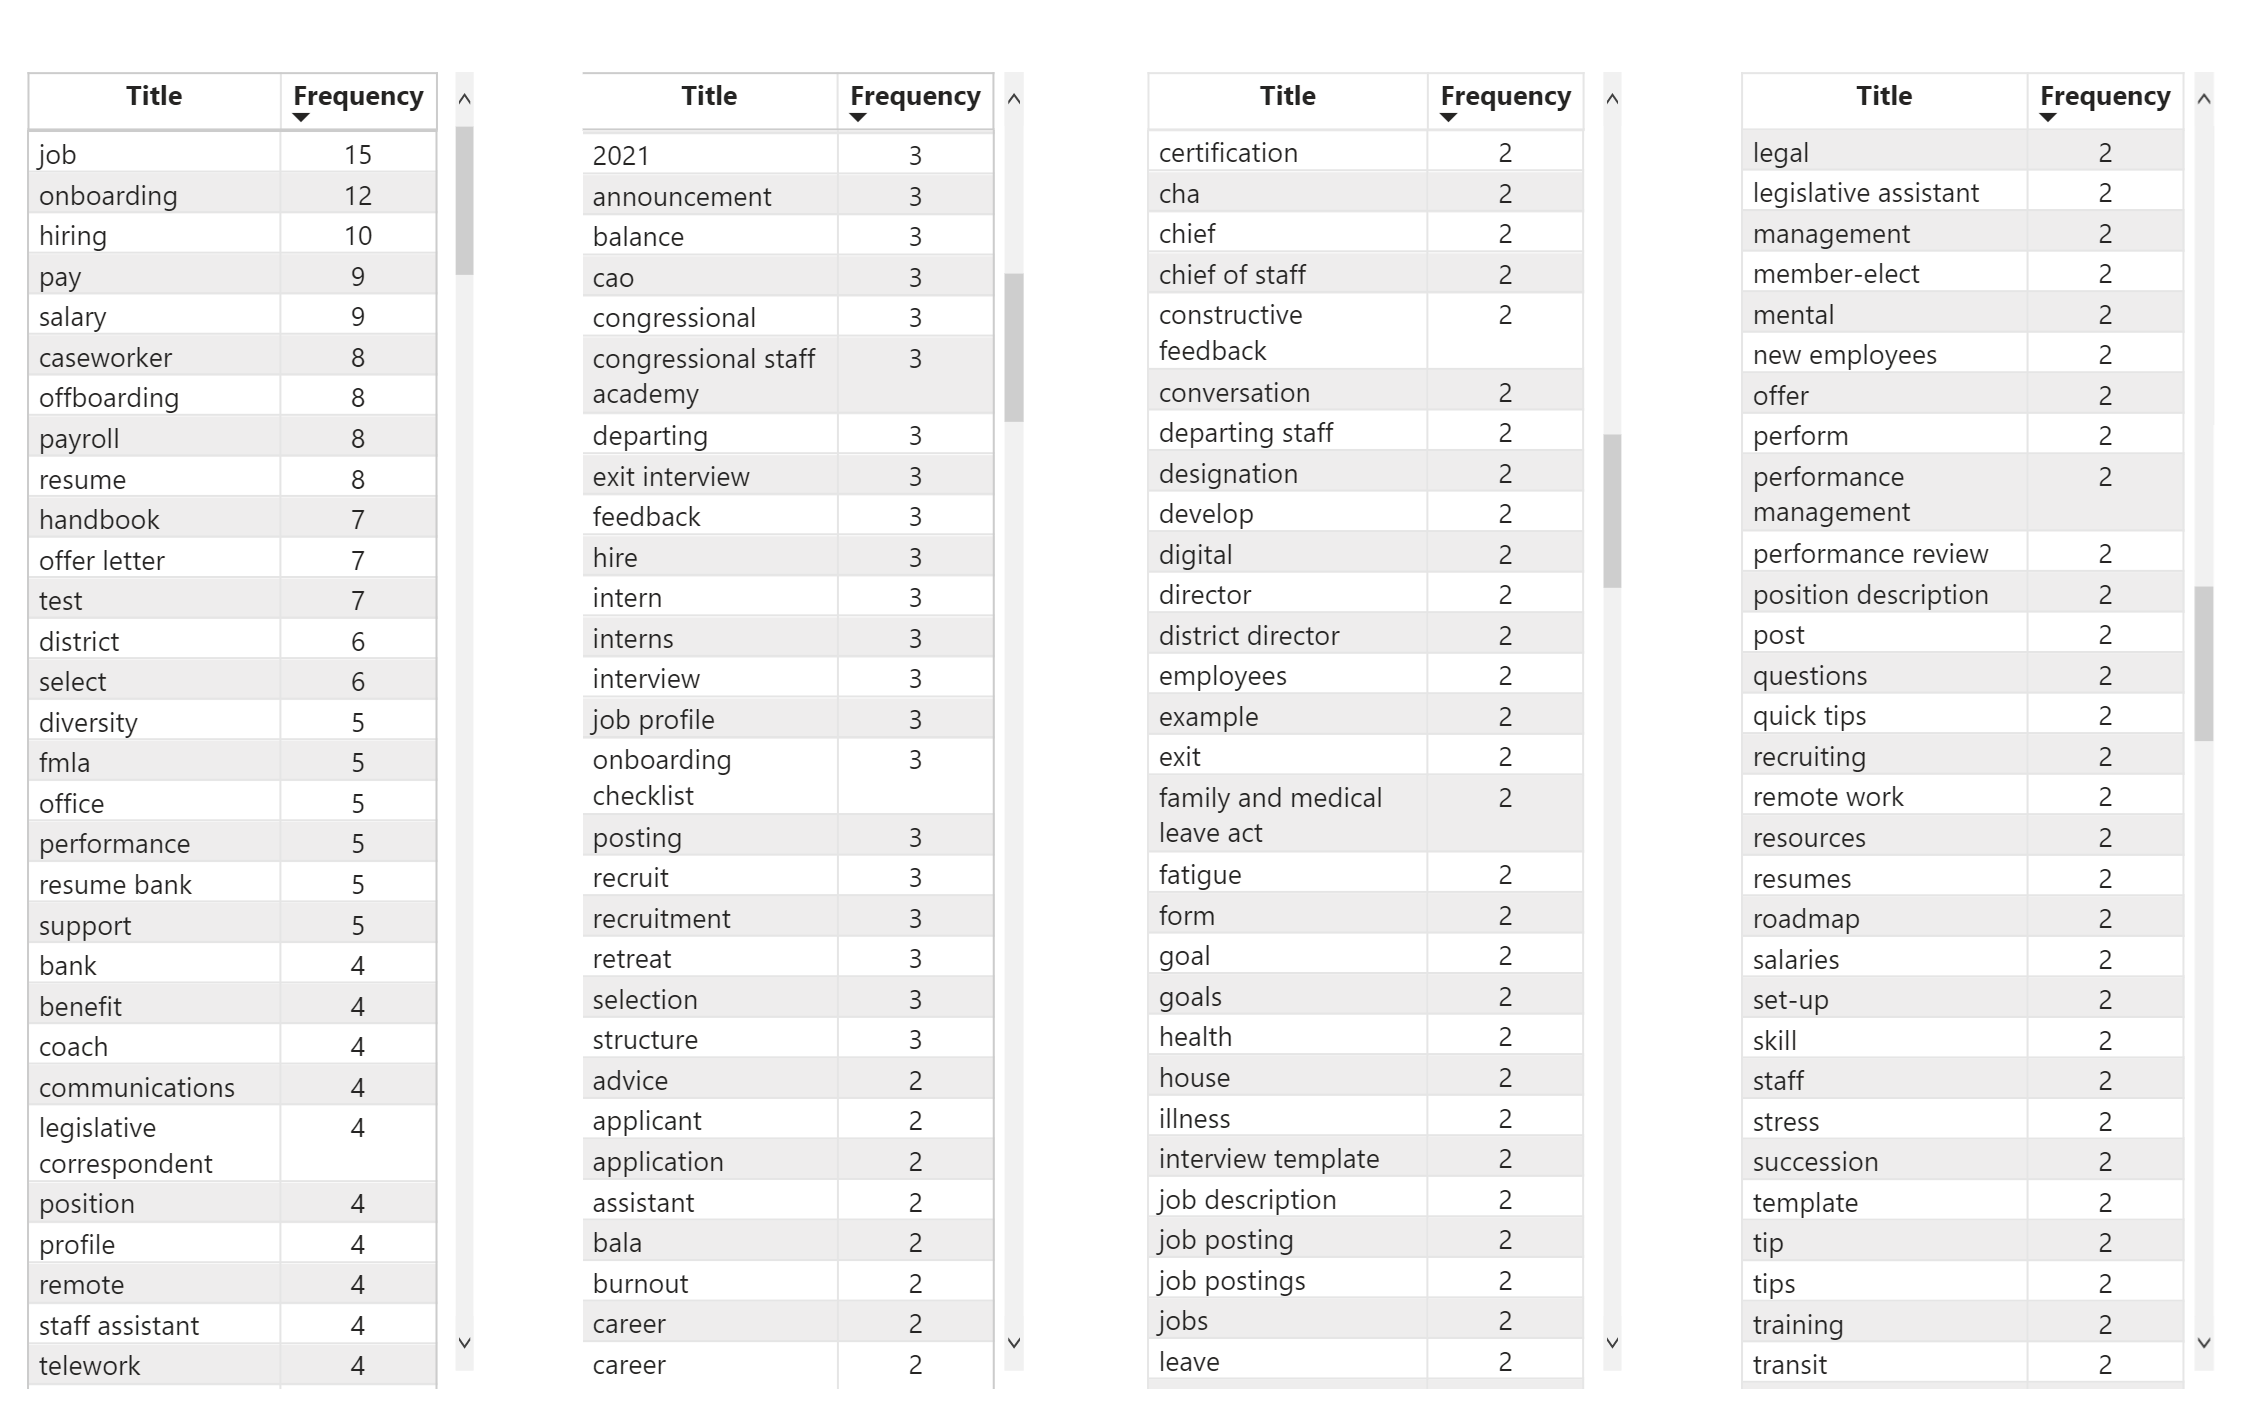 Title Frequency
job 15
onboarding 12
hiring 10
pay 9
salary 9
caseworker 8
offboarding 8
payroll 8
resume 8
handbook 7
offer letter 7
test 7
district 6
select 6
diversity 5
fmla 5
office 5
performance 5
resume bank 5
support 5
bank 4
benefit 4
coach 4
communications 4
legislative 4
correspondent
position 4
profile 4
remote 4
staff assistant 4
telework 4
Title Frequency
2021 3
announcement 3
balance 3
cao 3
congressional 3
congressional staff 3
academy
departing 3
exit interview 3
feedback 3
hire 3
intern 3
interns 3
interview 3
job profile 3
onboarding 3
checklist
posting 3
recruit 3
recruitment 3
retreat 3
selection 3
structure 3
advice 2
applicant 2
application 2
assistant 2
bala 2
burnout 2
career 2
career 2
Title Frequency
certification 2
cha 2
chief 2
chief of staff 2
constructive 2
feedback
conversation 2
departing staff 2
designation 2
develop 2
digital 2
director 2
district director 2
employees 2
example 2
exit 2
family and medical 2
leave act
fatigue 2
form 2
goal 2
goals 2
health 2
house 2
illness 2
interview template 2
job description 2
job posting 2
job postings 2
jobs 2
leave 2
Title Frequency
legal 2
legislative assistant 2
management 2
member-elect 2
mental 2
new employees 2
offer 2
perform 2
performance 2
management
performance review 2
position description 2
post 2
questions 2
quick tips 2
recruiting 2
remote work 2
resources 2
resumes 2
roadmap 2
salaries 2
set-up 2
skill 2
staff 2
stress 2
succession 2
template 2
tip 2
tips 2
training 2
transit 2